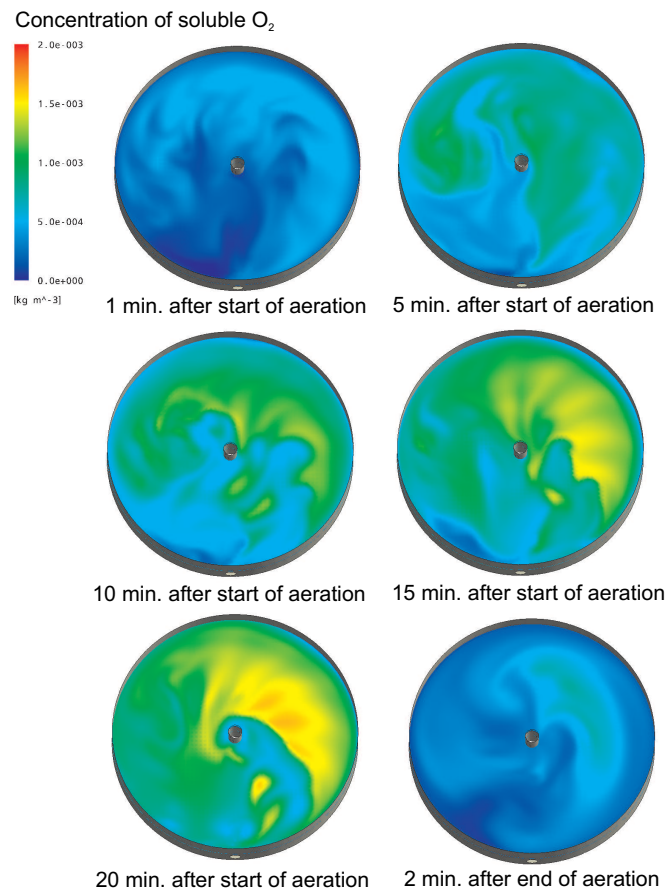 Concentration of soluble O₂
2.0e-003
1.5e-003
1.0e-003
5.0e-004
0.0e+000
[kg m^-3]
1 min. after start of aeration
5 min. after start of aeration
10 min. after start of aeration
15 min. after start of aeration
20 min. after start of aeration
2 min. after end of aeration